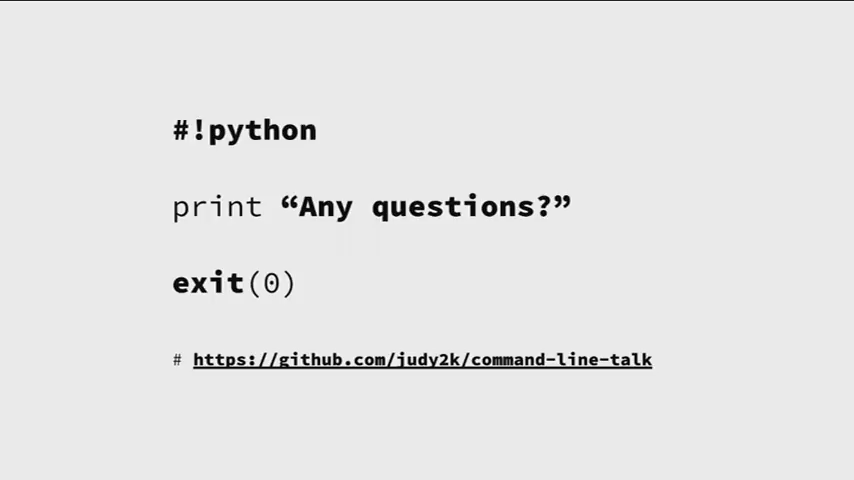 #!python
print “Any questions?”
exit(0)
# https://github.com/judy2k/command-line-talk